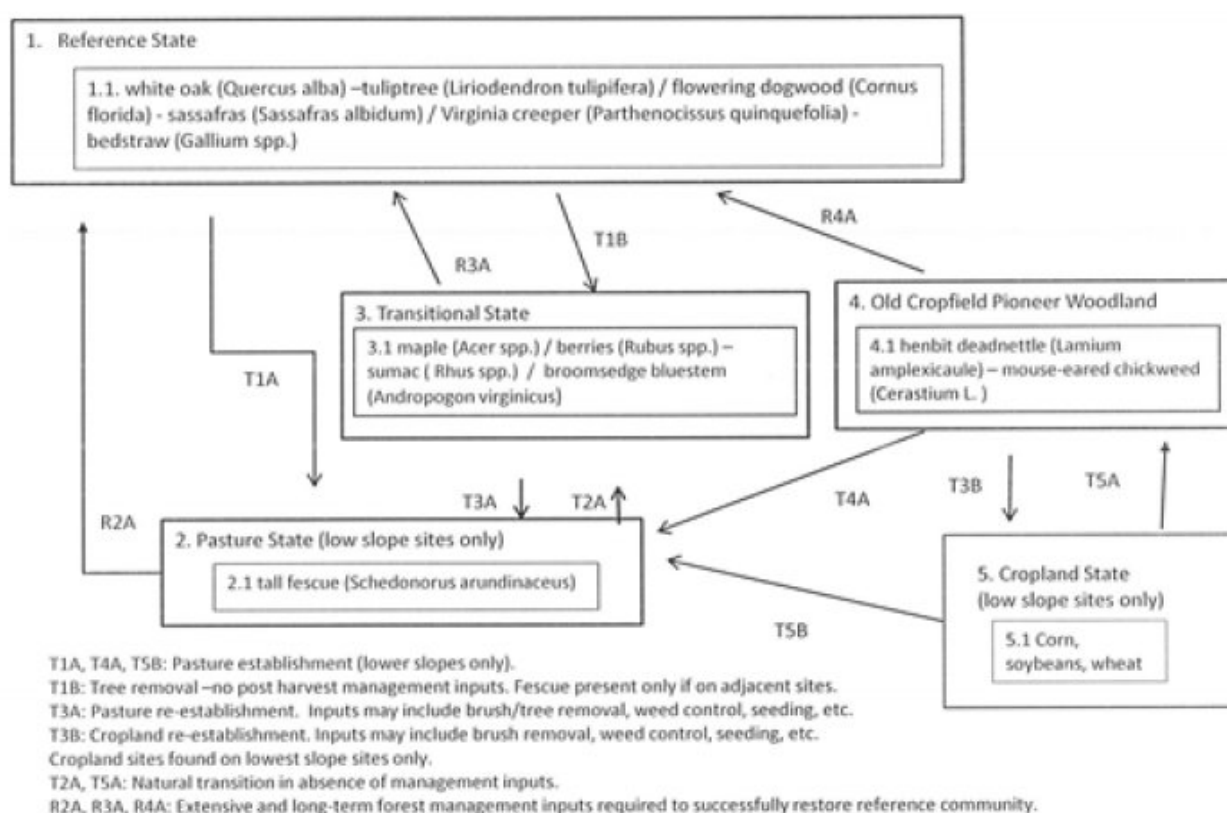 1. Reference State
1.1. white oak (Quercus alba) –tuliptree (Liriodendron tulipifera) / flowering dogwood (Cornus
florida) - sassafras (Sassafras albidum) / Virginia creeper (Parthenocissus quinquefolia) -
bedstraw (Gallium spp.)
R4A
T1B
R3A
3. Transitional State
3.1 maple (Acer spp.) / berries (Rubus spp.) –
sumac ( Rhus spp.) / broomsedge bluestem
(Andropogon virginicus)
4. Old Cropfield Pioneer Woodland
4.1 henbit deadnettle (Lamium
amplexicaule) – mouse-eared chickweed
(Cerastium L. )
T1A
T3A
T2A
T4A
T3B
T5A
R2A
2. Pasture State (low slope sites only)
2.1 tall fescue (Schedonorus arundinaceus)
5. Cropland State
(low slope sites only)
5.1 Corn,
soybeans, wheat
T5B
T1A, T4A, T5B: Pasture establishment (lower slopes only).
T1B: Tree removal –no post harvest management inputs. Fescue present only if on adjacent sites.
T3A: Pasture re-establishment. Inputs may include brush/tree removal, weed control, seeding, etc.
T3B: Cropland re-establishment. Inputs may include brush removal, weed control, seeding, etc.
Cropland sites found on lowest slope sites only.
T2A, T5A: Natural transition in absence of management inputs.
R2A, R3A, R4A: Extensive and long-term forest management inputs required to successfully restore reference community.